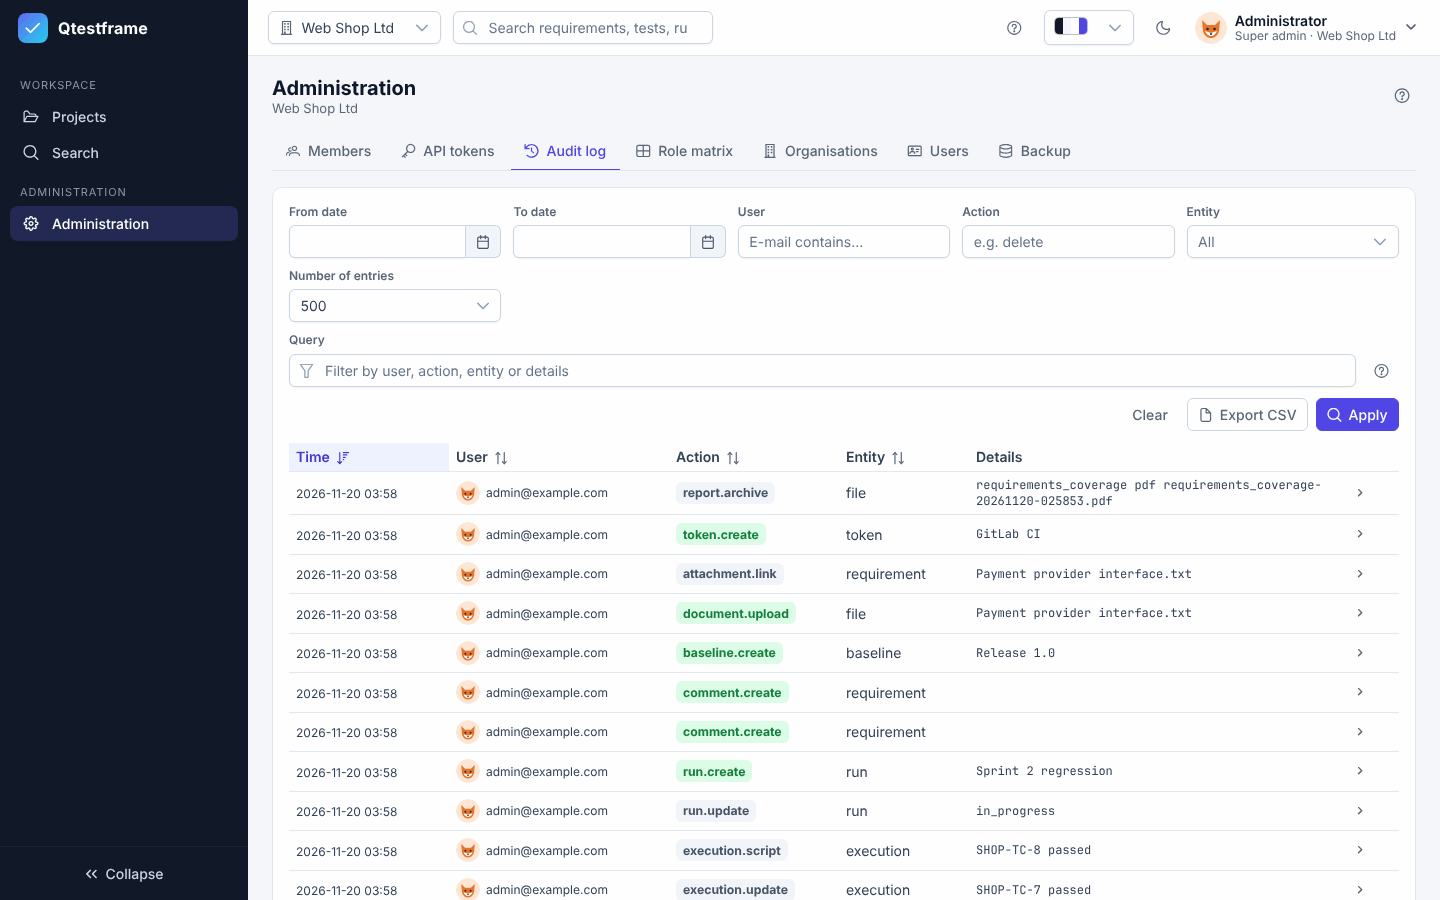 Qtestframe
Web Shop Ltd
Search requirements, tests, ru
Administrator
Super admin · Web Shop Ltd
WORKSPACE
Projects
Search
ADMINISTRATION
Administration
Collapse
Administration
Web Shop Ltd
Members
API tokens
Audit log
Role matrix
Organisations
Users
Backup
From date
To date
User
Action
Entity
E-mail contains...
e.g. delete
All
Number of entries
500
Query
Filter by user, action, entity or details
Clear
Export CSV
Apply
Time User Action Entity Details
2026-11-20 03:58 admin@example.com report.archive file requirements_coverage pdf requirements_coverage-
20261120-025853.pdf
2026-11-20 03:58 admin@example.com token.create token GitLab CI
2026-11-20 03:58 admin@example.com attachment.link requirement Payment provider interface.txt
2026-11-20 03:58 admin@example.com document.upload file Payment provider interface.txt
2026-11-20 03:58 admin@example.com baseline.create baseline Release 1.0
2026-11-20 03:58 admin@example.com comment.create requirement
2026-11-20 03:58 admin@example.com comment.create requirement
2026-11-20 03:58 admin@example.com run.create run Sprint 2 regression
2026-11-20 03:58 admin@example.com run.update run in_progress
2026-11-20 03:58 admin@example.com execution.script execution SHOP-TC-8 passed
2026-11-20 03:58 admin@example.com execution.update execution SHOP-TC-7 passed